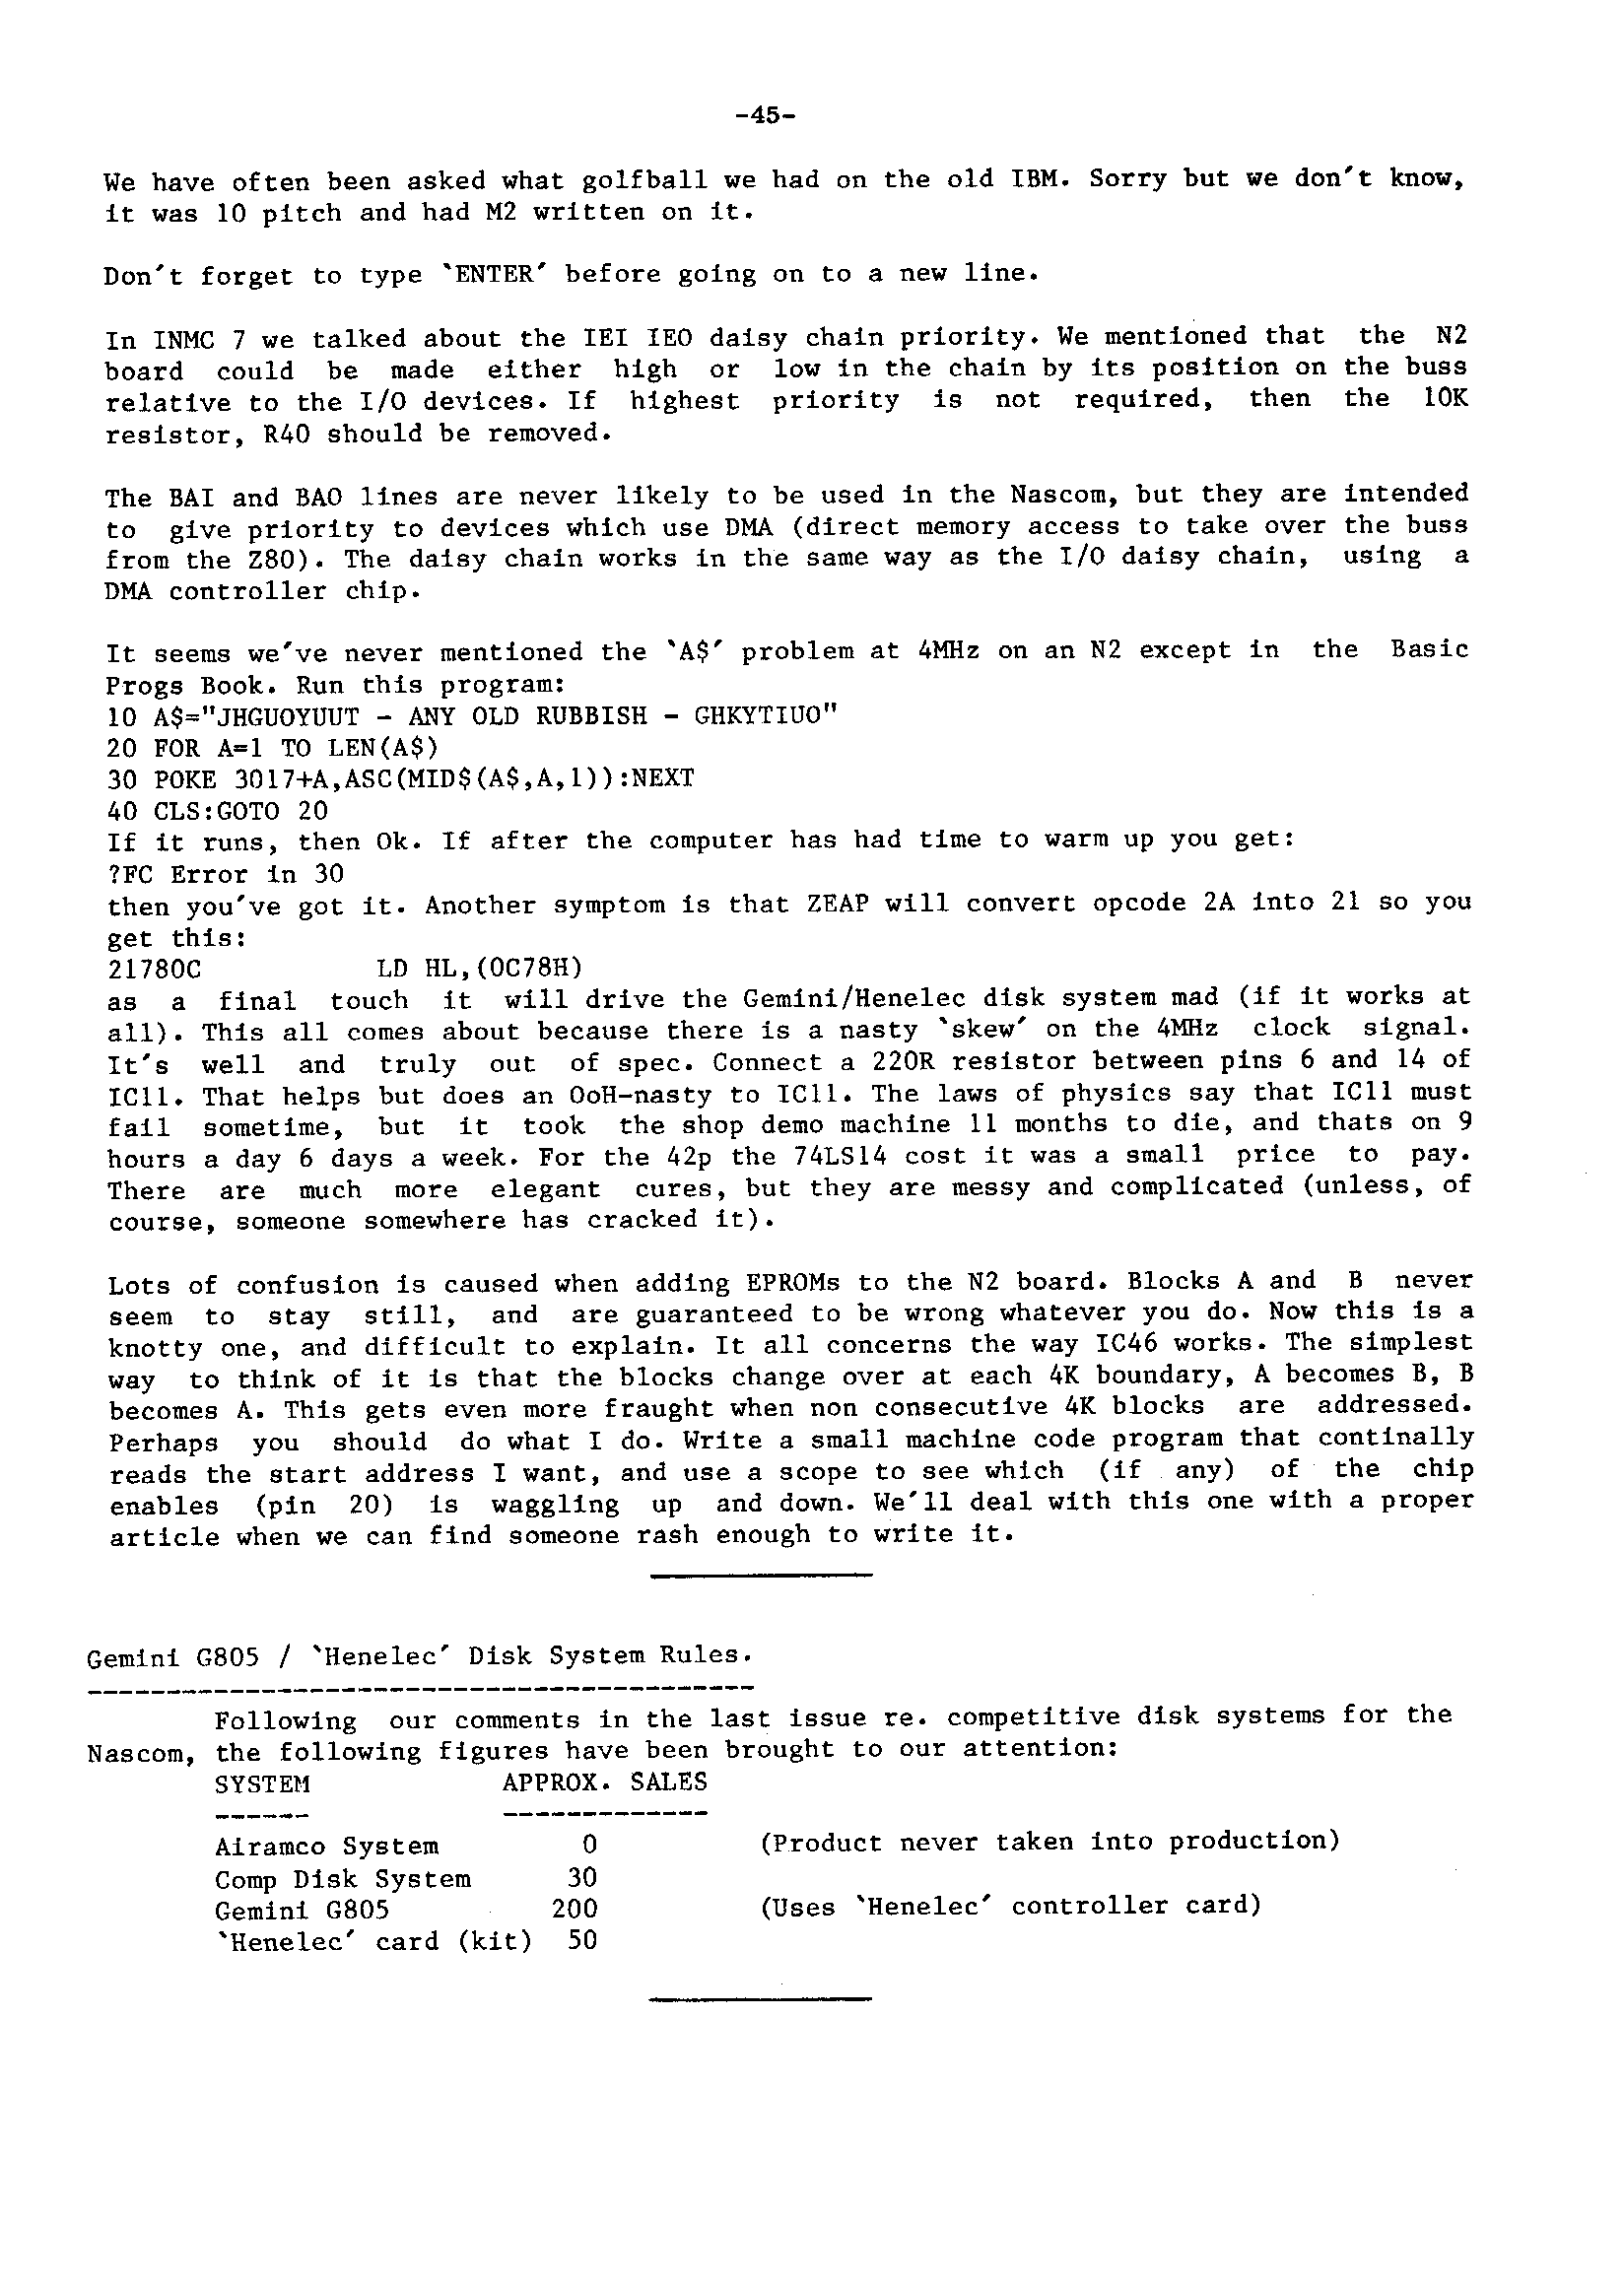 -45-
We have often been asked what golfball we had on the old IBM. Sorry but we don't know,
it was 10 pitch and had M2 written on it.
Don't forget to type `ENTER' before going on to a new line.
In INMC 7 we talked about the IEI IEO daisy chain priority. We mentioned that the N2
board could be made either high or low in the chain by its position on the buss
relative to the I/O devices. If highest priority is not required, then the 10K
resistor, R40 should be removed.
The BAI and BAO lines are never likely to be used in the Nascom, but they are intended
to give priority to devices which use DMA (direct memory access to take over the buss
from the Z80). The daisy chain works in the same way as the I/O daisy chain, using a
DMA controller chip.
It seems we've never mentioned the `A$' problem at 4MHz on an N2 except in the Basic
Progs Book. Run this program:
10 A$="JHGUOYUUT - ANY OLD RUBBISH - GHKYTIUO"
20 FOR A=1 TO LEN(A$)
30 POKE 3017+A,ASC(MID$(A$,A,1)):NEXT
40 CLS:GOTO 20
If it runs, then Ok. If after the computer has had time to warm up you get:
?FC Error in 30
then you've got it. Another symptom is that ZEAP will convert opcode 2A into 21 so you
get this:
21780C LD HL,(0C78H)
as a final touch it will drive the Gemini/Henelec disk system mad (if it works at
all). This all comes about because there is a nasty `skew' on the 4MHz clock signal.
It's well and truly out of spec. Connect a 220R resistor between pins 6 and 14 of
IC11. That helps but does an OoH-nasty to IC11. The laws of physics say that IC11 must
fail sometime, but it took the shop demo machine 11 months to die, and thats on 9
hours a day 6 days a week. For the 42p the 74LS14 cost it was a small price to pay.
There are much more elegant cures, but they are messy and complicated (unless, of
course, someone somewhere has cracked it).
Lots of confusion is caused when adding EPROMs to the N2 board. Blocks A and B never
seem to stay still, and are guaranteed to be wrong whatever you do. Now this is a
knotty one, and difficult to explain. It all concerns the way IC46 works. The simplest
way to think of it is that the blocks change over at each 4K boundary, A becomes B, B
becomes A. This gets even more fraught when non consecutive 4K blocks are addressed.
Perhaps you should do what I do. Write a small machine code program that continally
reads the start address I want, and use a scope to see which (if any) of the chip
enables (pin 20) is waggling up and down. We'll deal with this one with a proper
article when we can find someone rash enough to write it.
Gemini G805 / `Henelec' Disk System Rules.
------------------------------------------
Following our comments in the last issue re. competitive disk systems for the
Nascom, the following figures have been brought to our attention:
SYSTEM APPROX. SALES
------ -------------
Airamco System 0 (Product never taken into production)
Comp Disk System 30
Gemini G805 200 (Uses `Henelec' controller card)
`Henelec' card (kit) 50